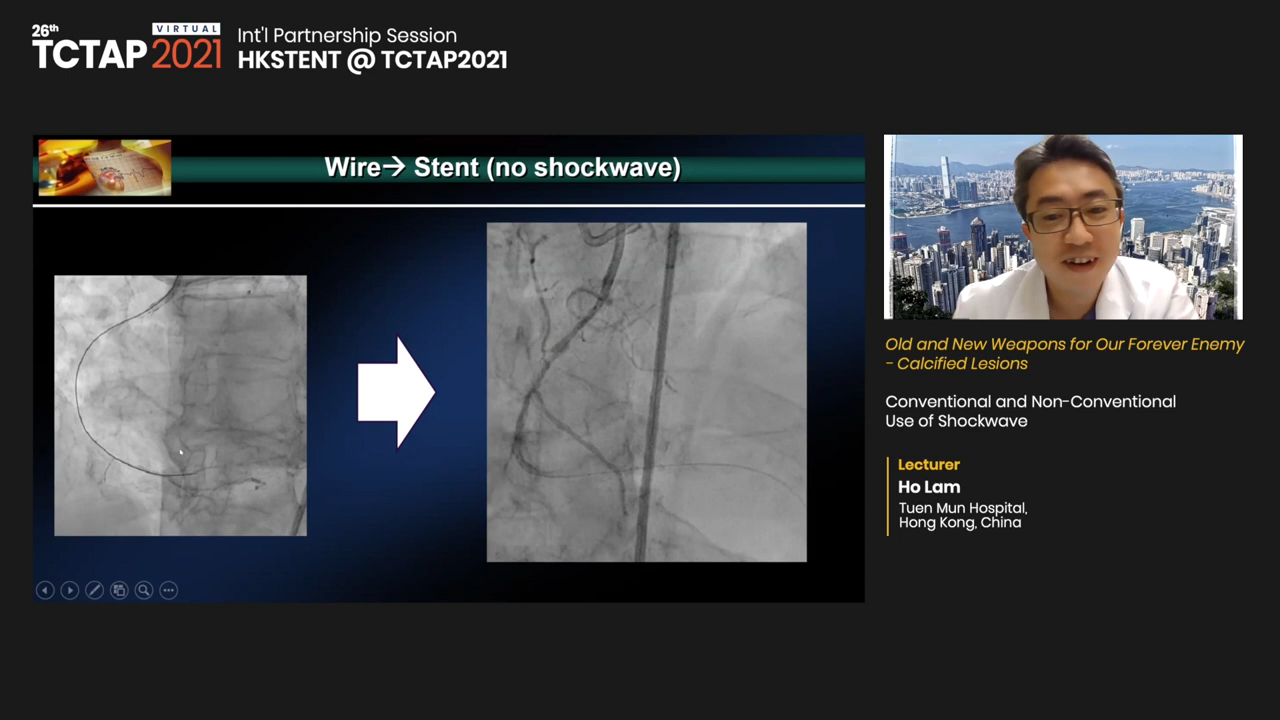 26th
VIRTUAL
TCTAP 2021
Int'l Partnership Session
HKSTENT @ TCTAP2021
Wire→ Stent (no shockwave)
Old and New Weapons for Our Forever Enemy
- Calcified Lesions
Conventional and Non-Conventional
Use of Shockwave
Lecturer
Ho Lam
Tuen Mun Hospital,
Hong Kong, China